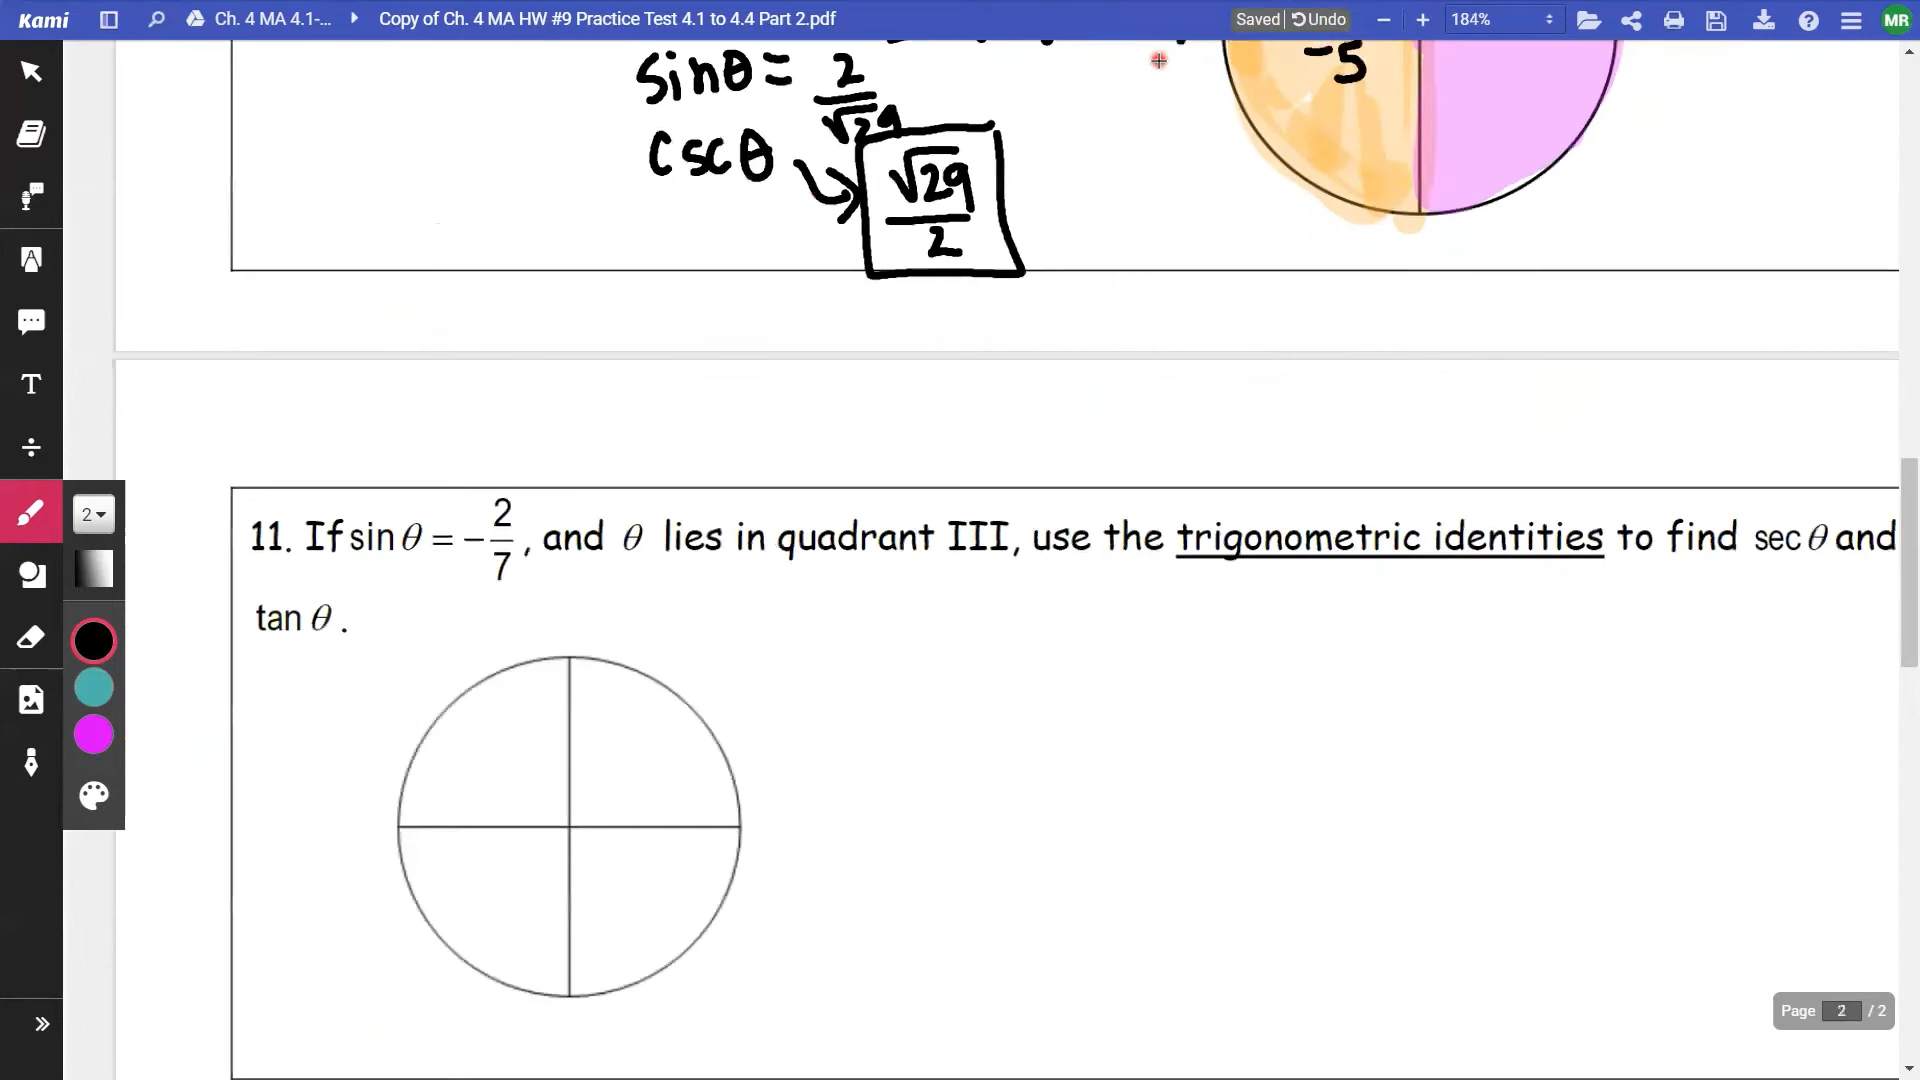 Kami
Ch. 4 MA 4.1-...
Copy of Ch. 4 MA HW #9 Practice Test 4.1 to 4.4 Part 2.pdf
Saved
Undo
184%
MR
sinθ = 2/√29
-5
cscθ
√29/2
2
11. If sin θ = -2/7, and θ lies in quadrant III, use the trigonometric identities to find sec θ and
tan θ.
Page 2 / 2